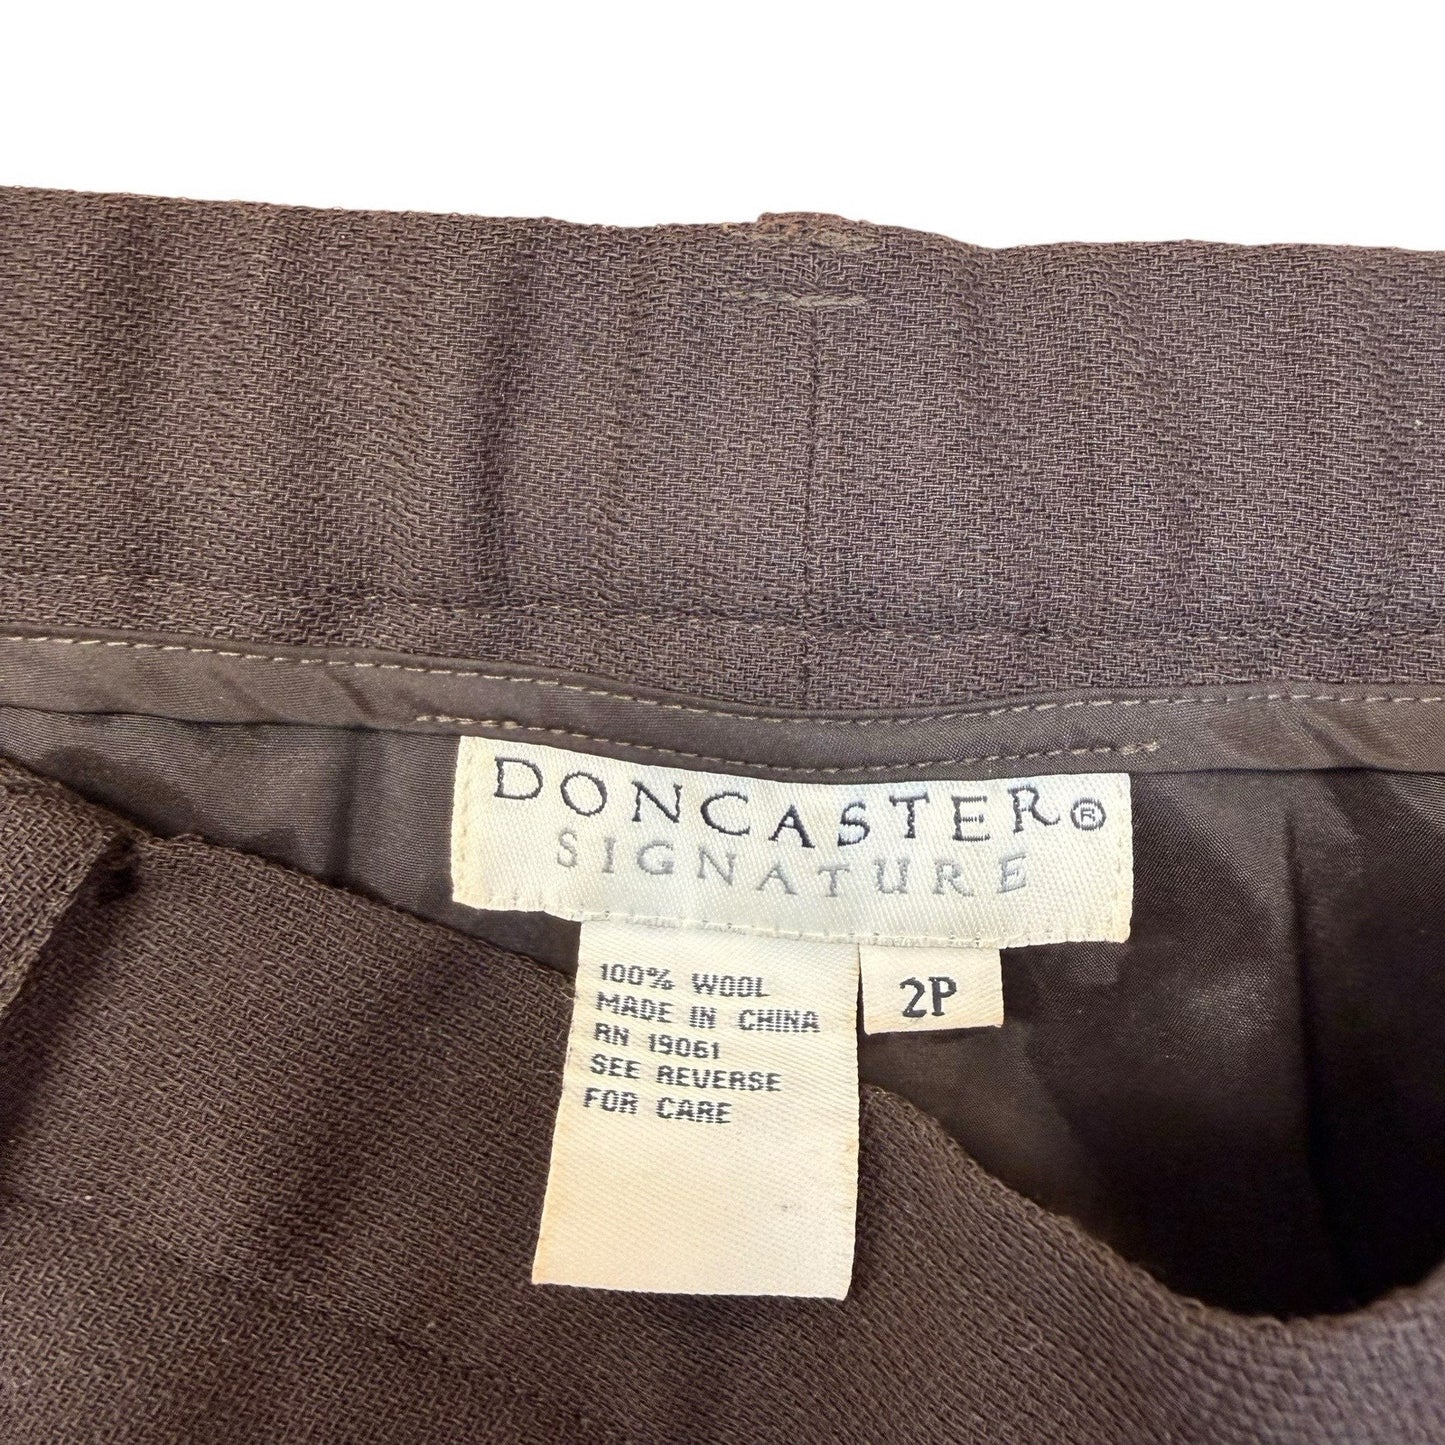 DONCASTER®
SIGNATURE
2P
100% WOOL
MADE IN CHINA
RN 19061
SEE REVERSE
FOR CARE